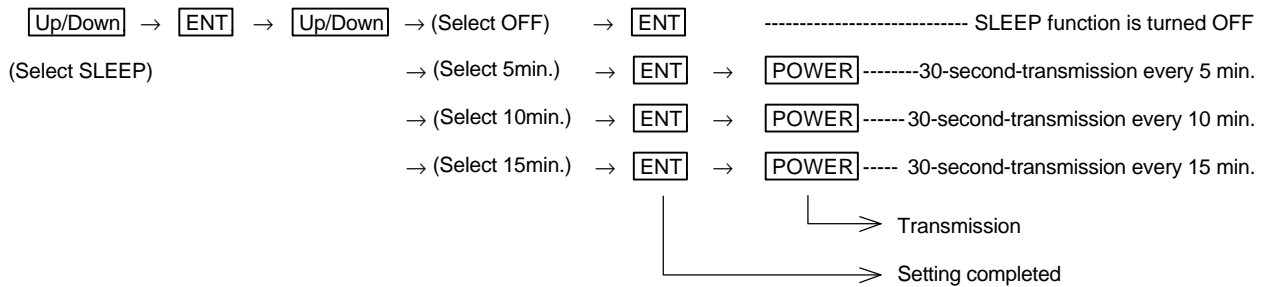 Up/Down → ENT → Up/Down → (Select OFF) → ENT ---------------------------- SLEEP function is turned OFF
(Select SLEEP) → (Select 5min.) → ENT → POWER --------30-second-transmission every 5 min.
→ (Select 10min.) → ENT → POWER ------ 30-second-transmission every 10 min.
→ (Select 15min.) → ENT → POWER ----- 30-second-transmission every 15 min.
Transmission
Setting completed